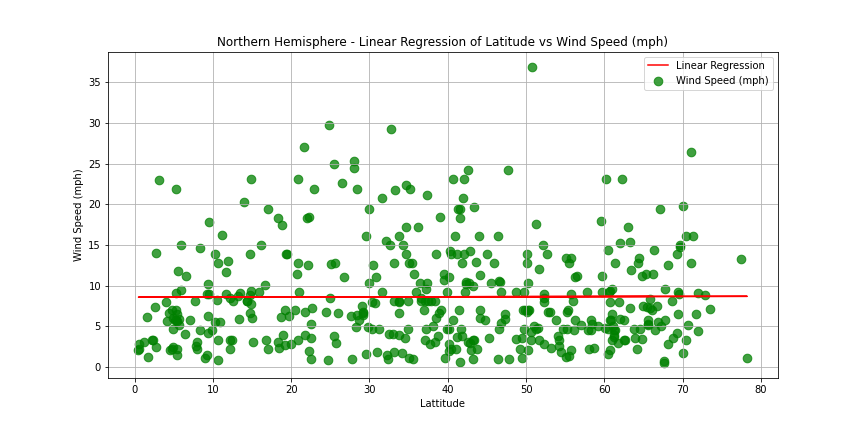 Northern Hemisphere - Linear Regression of Latitude vs Wind Speed (mph)
Linear Regression
Wind Speed (mph)
35
30
25
20
15
10
5
0
Wind Speed (mph)
0 10 20 30 40 50 60 70 80
Lattitude